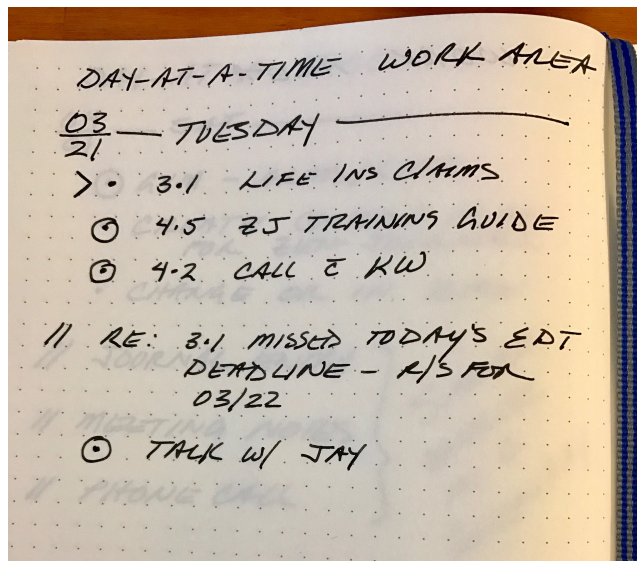 DAY-AT-A-TIME WORK AREA
03/21 — TUESDAY —
> • 3.1 LIFE INS CLAIMS
⊙ 4.5 ZJ TRAINING GUIDE
⊙ 4.2 CALL c̄ KW
// RE: 3.1 MISSED TODAY'S EDT
DEADLINE – R/S FOR
03/22
⊙ TALK W/ JAY